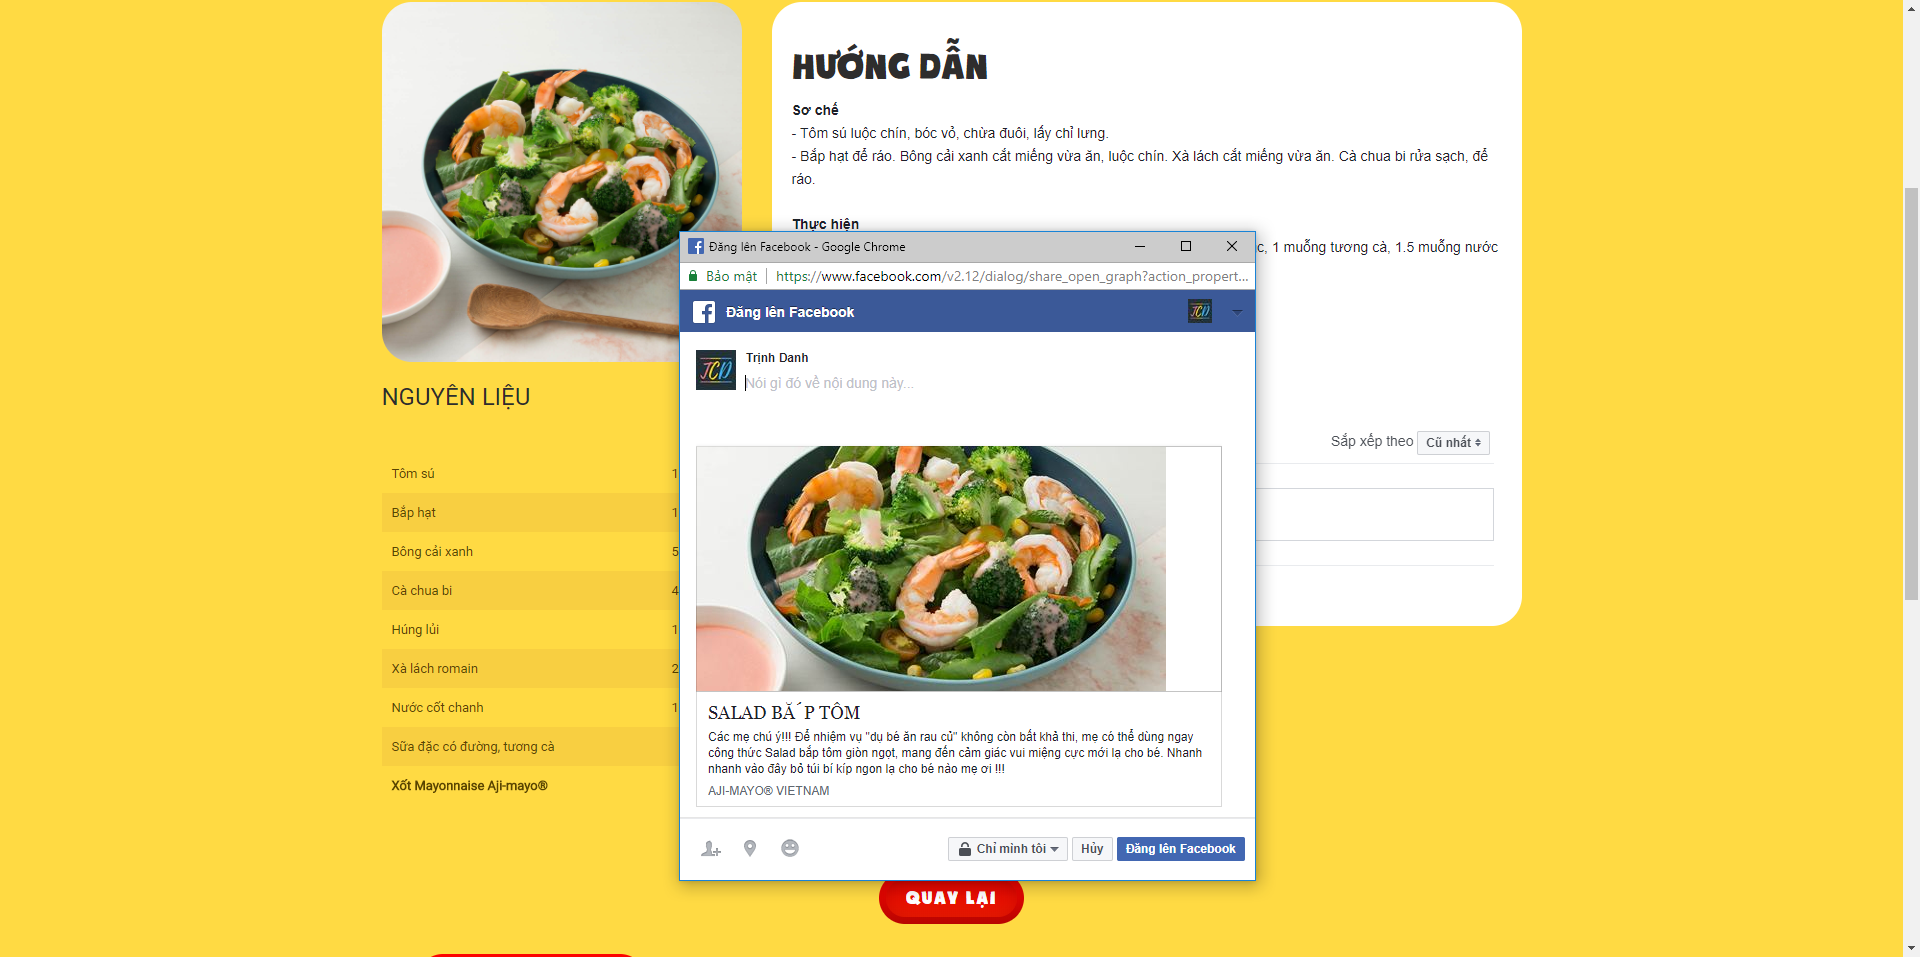 HƯỚNG DẪN
Sơ chế
- Tôm sú luộc chín, bóc vỏ, chừa đuôi, lấy chỉ lưng.
- Bắp hạt để ráo. Bông cải xanh cắt miếng vừa ăn, luộc chín. Xà lách cắt miếng vừa ăn. Cà chua bi rửa sạch, để
ráo.
Thực hiện
c, 1 muỗng tương cà, 1.5 muỗng nước
Sắp xếp theo Cũ nhất
NGUYÊN LIỆU
Tôm sú 1
Bắp hạt 1
Bông cải xanh 5
Cà chua bi 4
Húng lủi 1
Xà lách romain 2
Nước cốt chanh 1
Sữa đặc có đường, tương cà
Xốt Mayonnaise Aji-mayo®
Đăng lên Facebook - Google Chrome
Bảo mật | https://www.facebook.com/v2.12/dialog/share_open_graph?action_propert...
Đăng lên Facebook
TCD
TCD
Trịnh Danh
Nói gì đó về nội dung này...
SALAD BẮP TÔM
Các mẹ chú ý!!! Để nhiệm vụ "dụ bé ăn rau củ" không còn bất khả thi, mẹ có thể dùng ngay
công thức Salad bắp tôm giòn ngọt, mang đến cảm giác vui miệng cực mới lạ cho bé. Nhanh
nhanh vào đây bỏ túi bí kíp ngon lạ cho bé nào mẹ ơi !!!
AJI-MAYO® VIETNAM
Chỉ mình tôi
Hủy
Đăng lên Facebook
QUAY LẠI